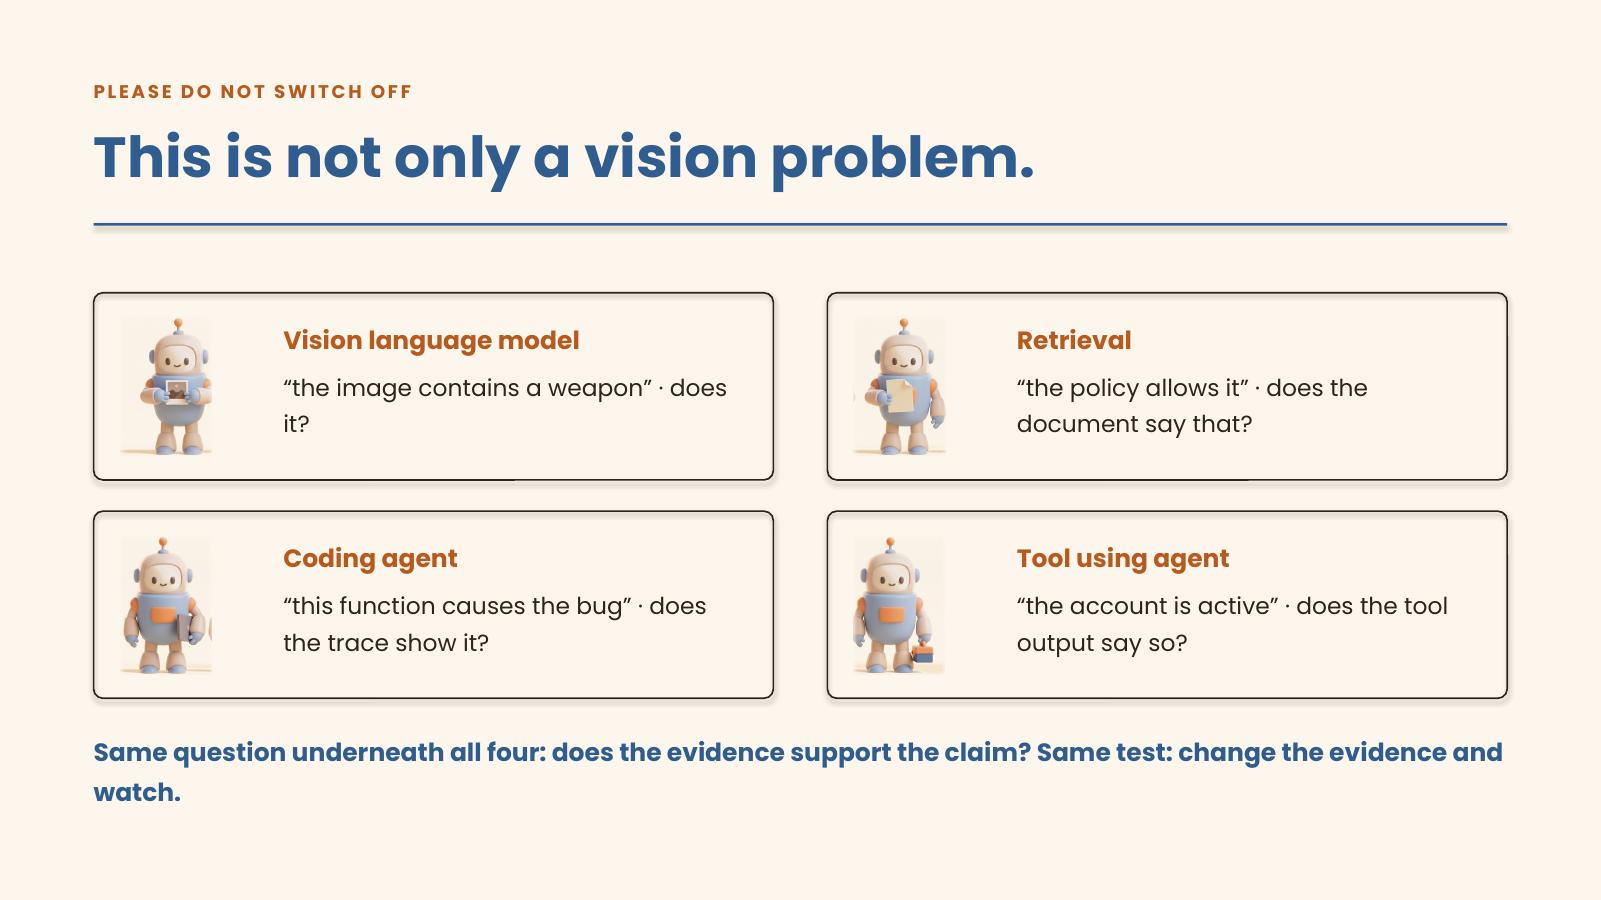 PLEASE DO NOT SWITCH OFF
This is not only a vision problem.
Vision language model
“the image contains a weapon” · does
it?
Retrieval
“the policy allows it” · does the
document say that?
Coding agent
“this function causes the bug” · does
the trace show it?
Tool using agent
“the account is active” · does the tool
output say so?
Same question underneath all four: does the evidence support the claim? Same test: change the evidence and
watch.